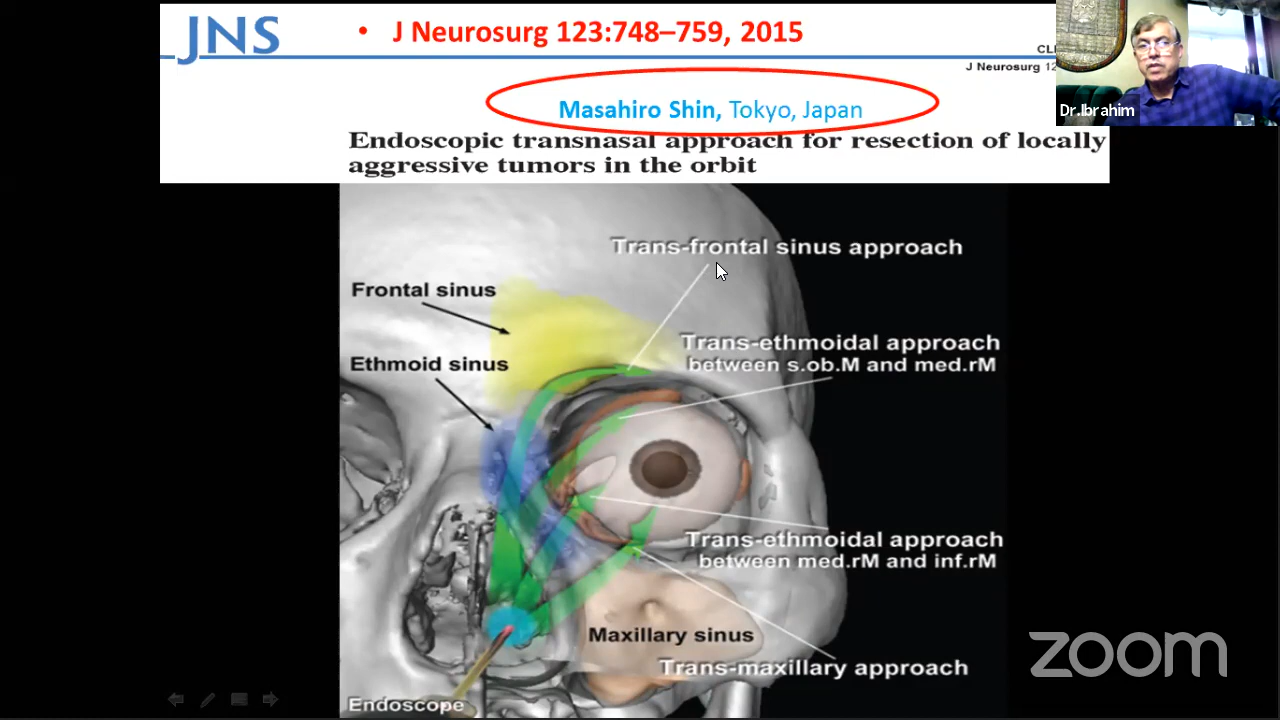 JNS
• J Neurosurg 123:748–759, 2015
J Neurosurg 12
Masahiro Shin, Tokyo, Japan
Dr.Ibrahim
Endoscopic transnasal approach for resection of locally
aggressive tumors in the orbit
Trans-frontal sinus approach
Frontal sinus
Trans-ethmoidal approach
between s.ob.M and med.rM
Ethmoid sinus
Trans-ethmoidal approach
between med.rM and inf.rM
Maxillary sinus
Trans-maxillary approach
Endoscope
zoom